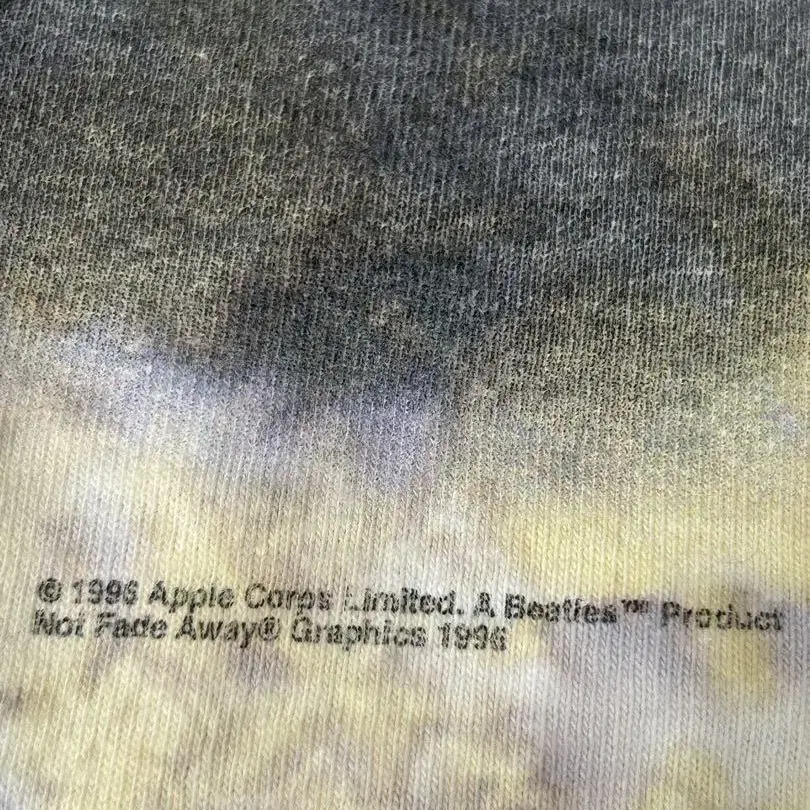 © 1996 Apple Corps Limited. A Beatles™ Product
Not Fade Away® Graphics 1996